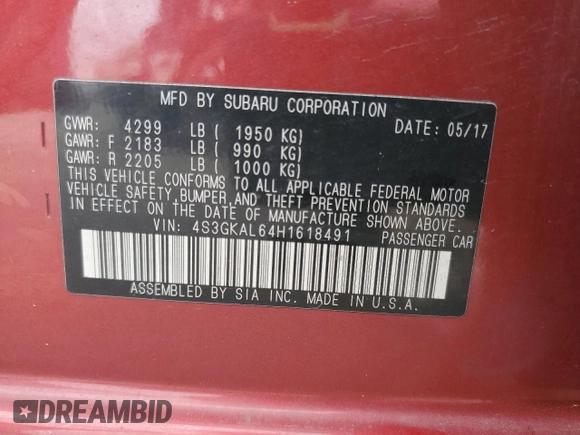 MFD BY SUBARU CORPORATION
GVWR: 4299 LB ( 1950 KG) DATE: 05/17
GAWR: F 2183 LB ( 990 KG)
GAWR: R 2205 LB ( 1000 KG)
THIS VEHICLE CONFORMS TO ALL APPLICABLE FEDERAL MOTOR
VEHICLE SAFETY, BUMPER, AND THEFT PREVENTION STANDARDS
IN EFFECT ON THE DATE OF MANUFACTURE SHOWN ABOVE.
VIN: 4S3GKAL64H1618491 PASSENGER CAR
ASSEMBLED BY SIA INC. MADE IN U.S.A.
DREAMBID